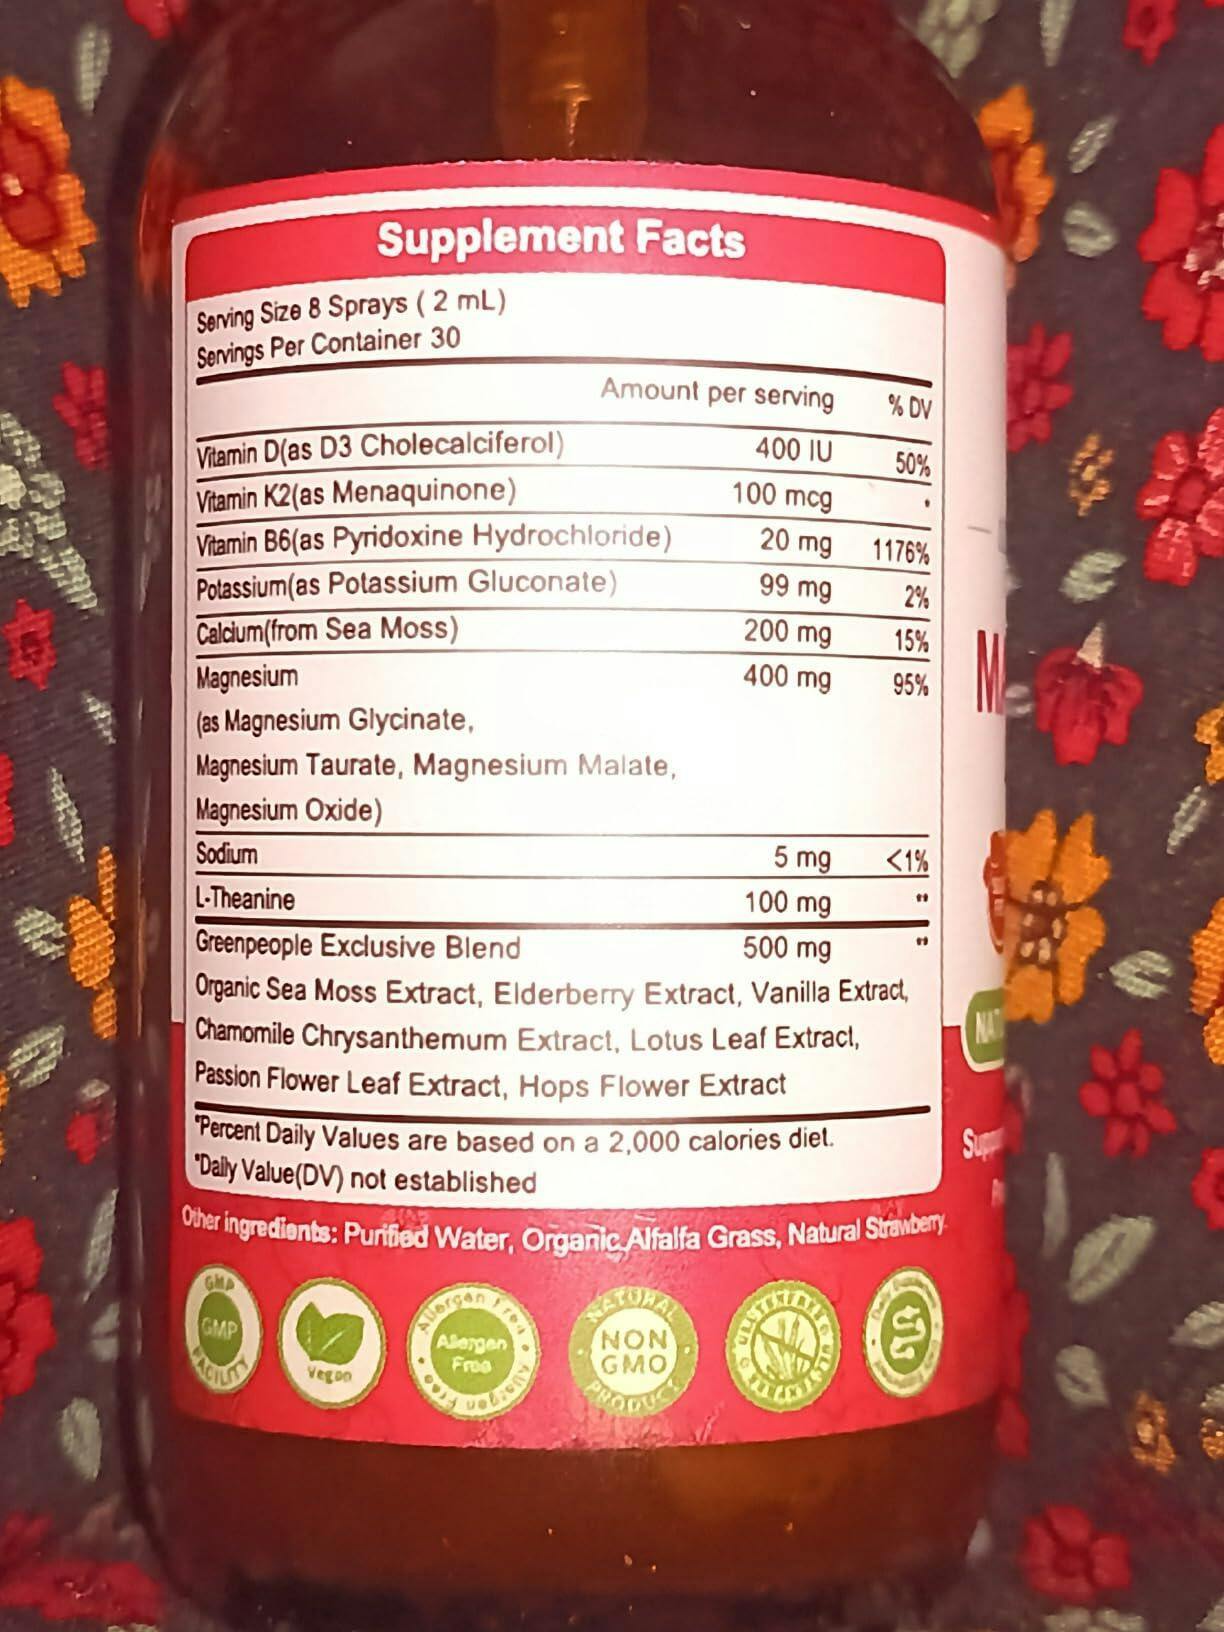 Supplement Facts
Serving Size 8 Sprays ( 2 mL)
Servings Per Container 30
Amount per serving % DV
Vitamin D(as D3 Cholecalciferol) 400 IU 50%
Vitamin K2(as Menaquinone) 100 mcg *
Vitamin B6(as Pyridoxine Hydrochloride) 20 mg 1176%
Potassium(as Potassium Gluconate) 99 mg 2%
Calcium(from Sea Moss) 200 mg 15%
Magnesium 400 mg 95%
(as Magnesium Glycinate,
Magnesium Taurate, Magnesium Malate,
Magnesium Oxide)
Sodium 5 mg <1%
L-Theanine 100 mg **
Greenpeople Exclusive Blend 500 mg **
Organic Sea Moss Extract, Elderberry Extract, Vanilla Extract,
Chamomile Chrysanthemum Extract, Lotus Leaf Extract,
Passion Flower Leaf Extract, Hops Flower Extract
*Percent Daily Values are based on a 2,000 calories diet.
*Daily Value(DV) not established
Other ingredients: Purified Water, Organic Alfalfa Grass, Natural Strawberry.
GMP
GMP
FACILITY
Vegan
Allergen Free
Allergen
Free
Allergen Free
NATURAL
NON
GMO
PRODUCT